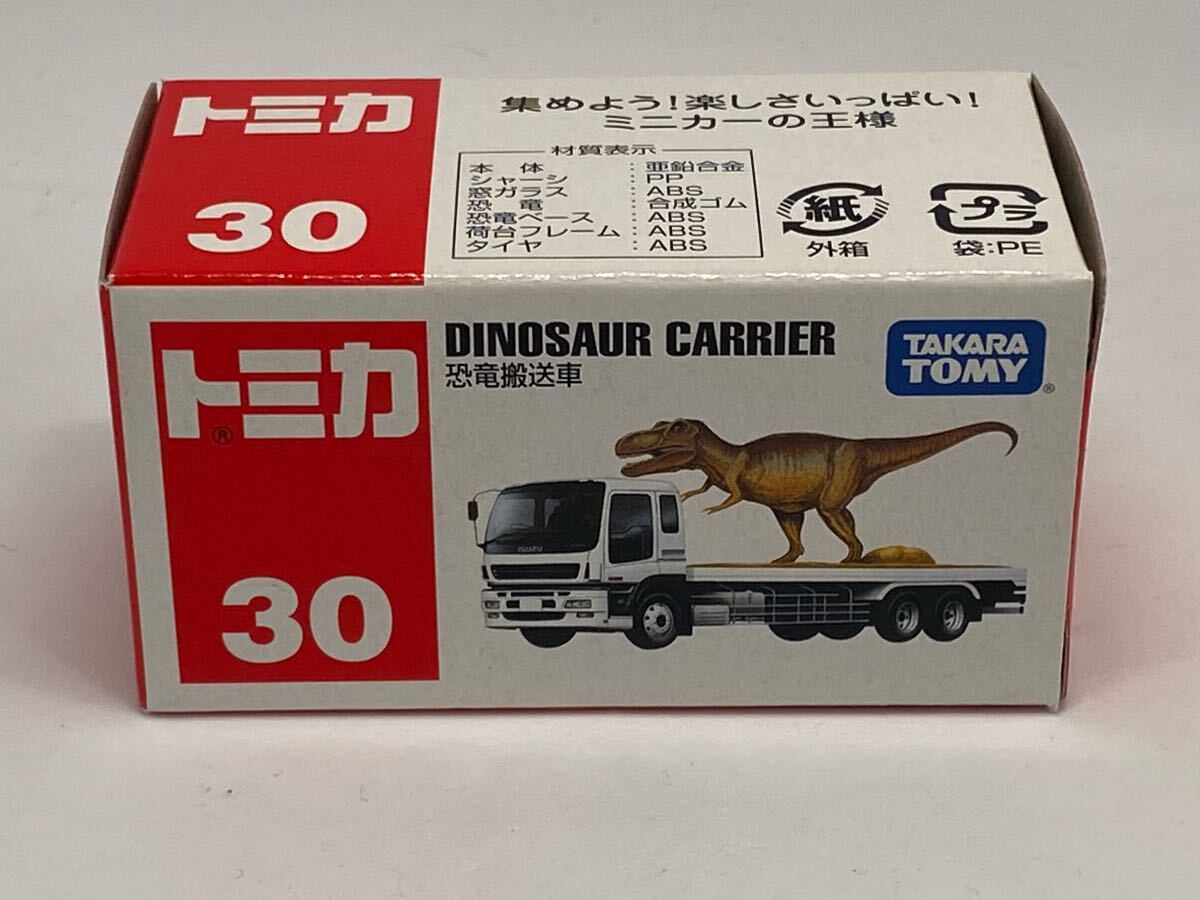 トミカ
30
集めよう!楽しさいっぱい!
ミニカーの王様
材質表示
本体:亜鉛合金
シャーシ:PP
窓ガラス:ABS
恐竜:合成ゴム
恐竜ベース:ABS
荷台フレーム:ABS
タイヤ:ABS
紙
外箱
プラ
袋:PE
トミカ®
30
DINOSAUR CARRIER
恐竜搬送車
TAKARA
TOMY®
ISUZU